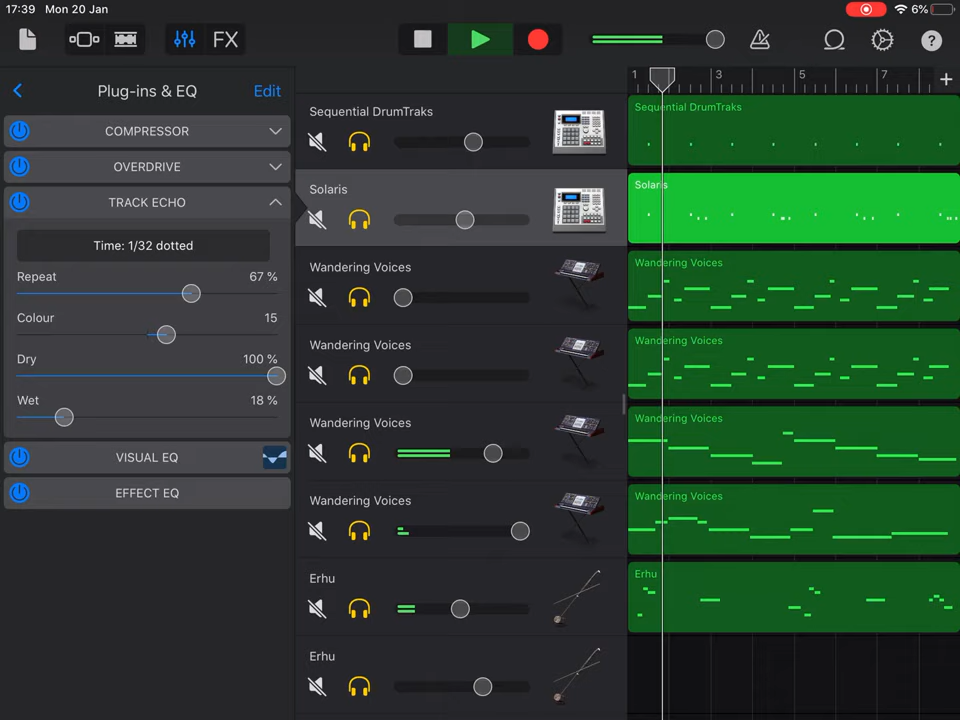 17:39 Mon 20 Jan
6%
FX
?
Plug-ins & EQ
Edit
COMPRESSOR
OVERDRIVE
TRACK ECHO
Time: 1/32 dotted
Repeat 67 %
Colour 15
Dry 100 %
Wet 18 %
VISUAL EQ
EFFECT EQ
Sequential DrumTraks
Solaris
Wandering Voices
Wandering Voices
Wandering Voices
Wandering Voices
Erhu
Erhu
1 3 5 7 +
Sequential DrumTraks
Solaris
Wandering Voices
Wandering Voices
Wandering Voices
Wandering Voices
Erhu